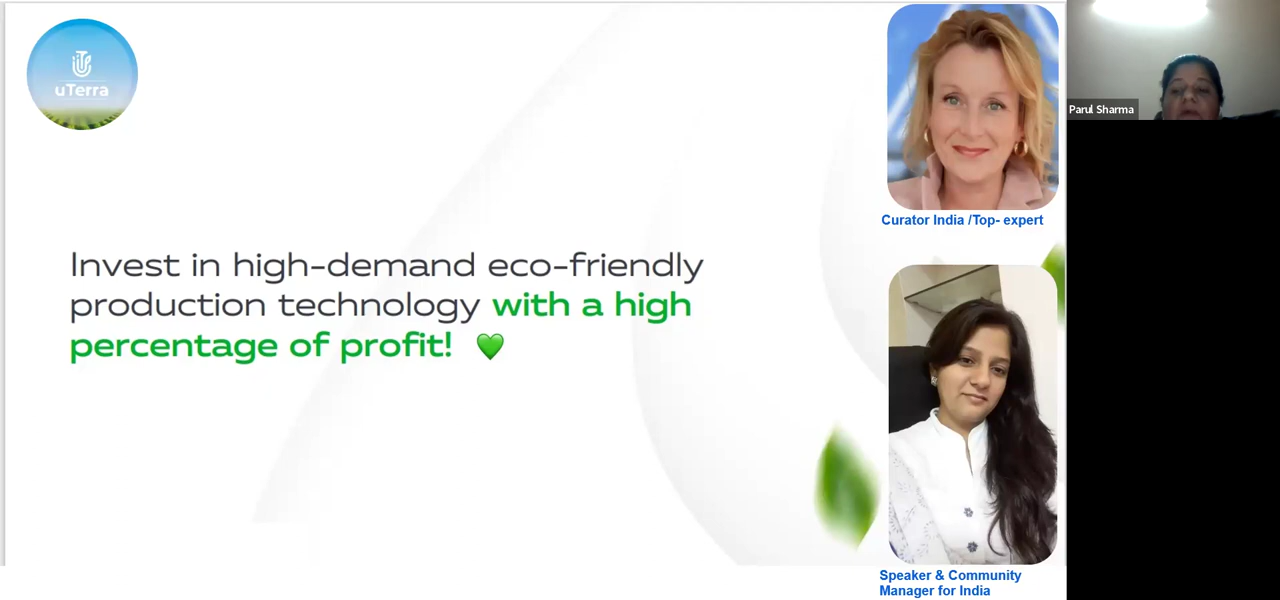 uTerra
Invest in high-demand eco-friendly
production technology with a high
percentage of profit! 💚
Curator India /Top- expert
Speaker & Community
Manager for India
Parul Sharma